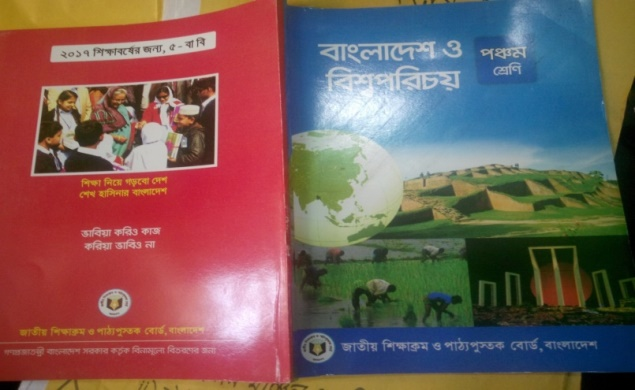 ২০১৭ শিক্ষাবর্ষের জন্য, ৫- বা বি
শিক্ষা নিয়ে গড়বো দেশ
শেখ হাসিনার বাংলাদেশ
ভাবিয়া করিও কাজ
করিয়া ভাবিও না
জাতীয় শিক্ষাক্রম ও পাঠ্যপুস্তক বোর্ড, বাংলাদেশ
গণপ্রজাতন্ত্রী বাংলাদেশ সরকার কর্তৃক বিনামূল্যে বিতরণের জন্য
বাংলাদেশ ও
বিশ্বপরিচয়
পঞ্চম
শ্রেণি
জাতীয় শিক্ষাক্রম ও পাঠ্যপুস্তক বোর্ড, বাংলাদেশ